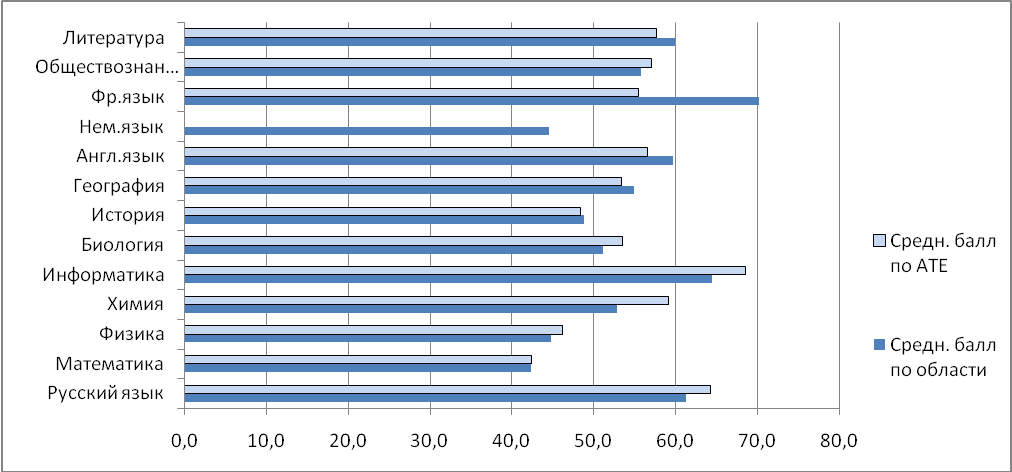 Литература
Обществознан...
Фр.язык
Нем.язык
Англ.язык
География
История
Биология
Информатика
Химия
Физика
Математика
Русский язык
0,0 10,0 20,0 30,0 40,0 50,0 60,0 70,0 80,0
Средн. балл
по АТЕ
Средн. балл
по области